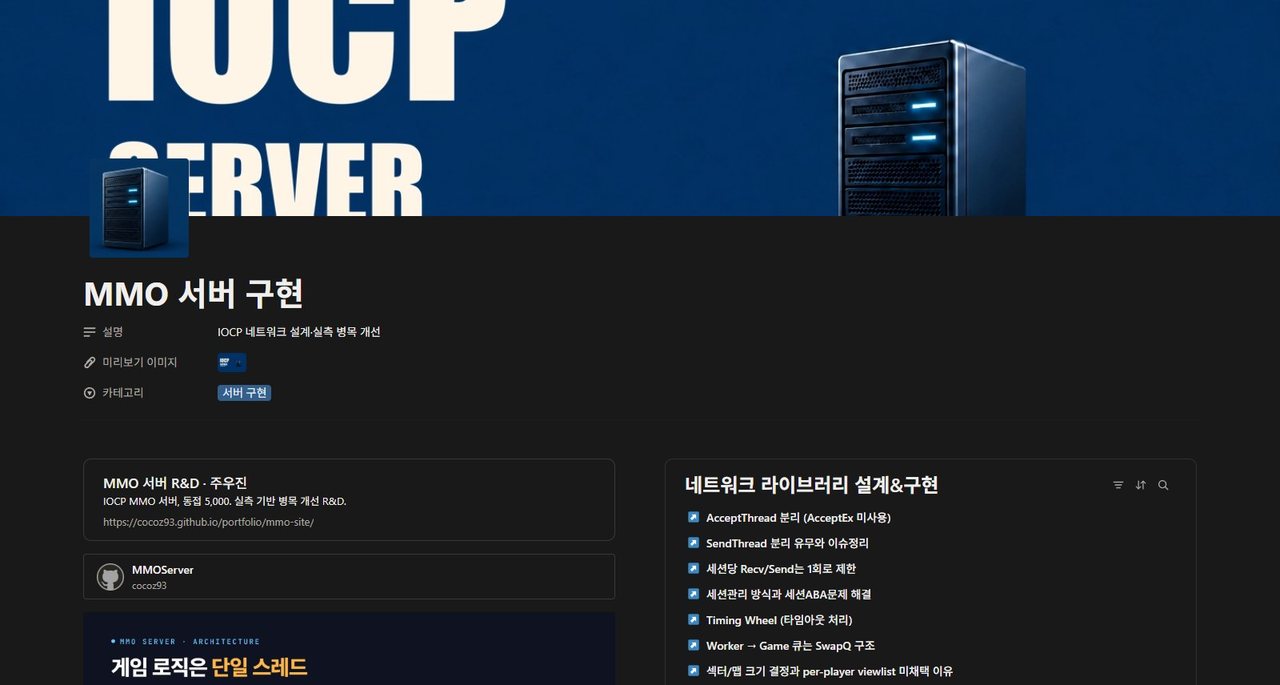 IOCP
SERVER
MMO 서버 구현
설명
IOCP 네트워크 설계·실측 병목 개선
미리보기 이미지
카테고리
서버 구현
MMO 서버 R&D · 주우진
IOCP MMO 서버, 동접 5,000. 실측 기반 병목 개선 R&D.
https://cocoz93.github.io/portfolio/mmo-site/
MMOServer
cocoz93
MMO SERVER · ARCHITECTURE
게임 로직은 단일 스레드
네트워크 라이브러리 설계&구현
AcceptThread 분리 (AcceptEx 미사용)
SendThread 분리 유무와 이슈정리
세션당 Recv/Send는 1회로 제한
세션관리 방식과 세션ABA문제 해결
Timing Wheel (타임아웃 처리)
Worker → Game 큐는 SwapQ 구조
섹터/맵 크기 결정과 per-player viewlist 미채택 이유